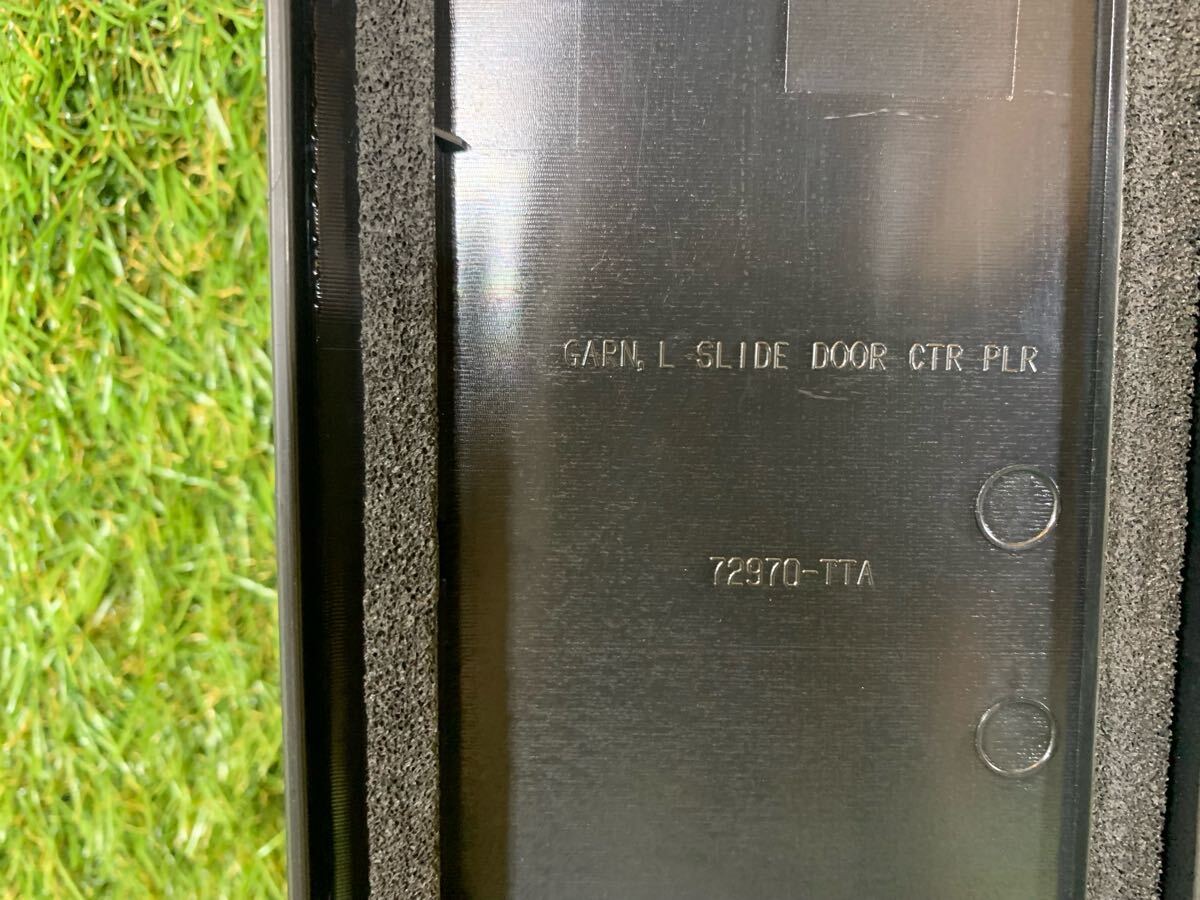 GARN, L SLIDE DOOR CTR PLR
72970-TTA